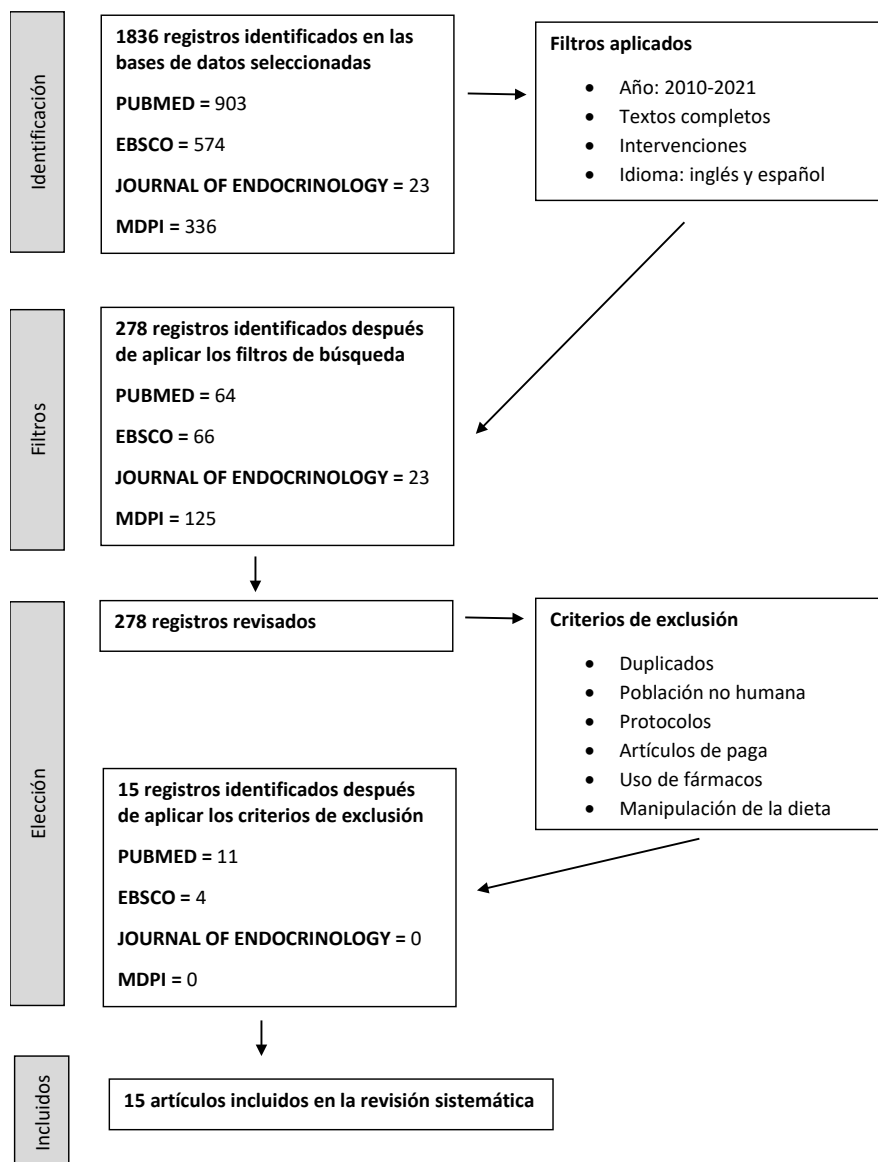 Identificación
1836 registros identificados en las
bases de datos seleccionadas
PUBMED = 903
EBSCO = 574
JOURNAL OF ENDOCRINOLOGY = 23
MDPI = 336
Filtros aplicados
• Año: 2010-2021
• Textos completos
• Intervenciones
• Idioma: inglés y español
Filtros
278 registros identificados después
de aplicar los filtros de búsqueda
PUBMED = 64
EBSCO = 66
JOURNAL OF ENDOCRINOLOGY = 23
MDPI = 125
Elección
278 registros revisados
Criterios de exclusión
• Duplicados
• Población no humana
• Protocolos
• Artículos de paga
• Uso de fármacos
• Manipulación de la dieta
15 registros identificados después
de aplicar los criterios de exclusión
PUBMED = 11
EBSCO = 4
JOURNAL OF ENDOCRINOLOGY = 0
MDPI = 0
Incluidos
15 artículos incluidos en la revisión sistemática